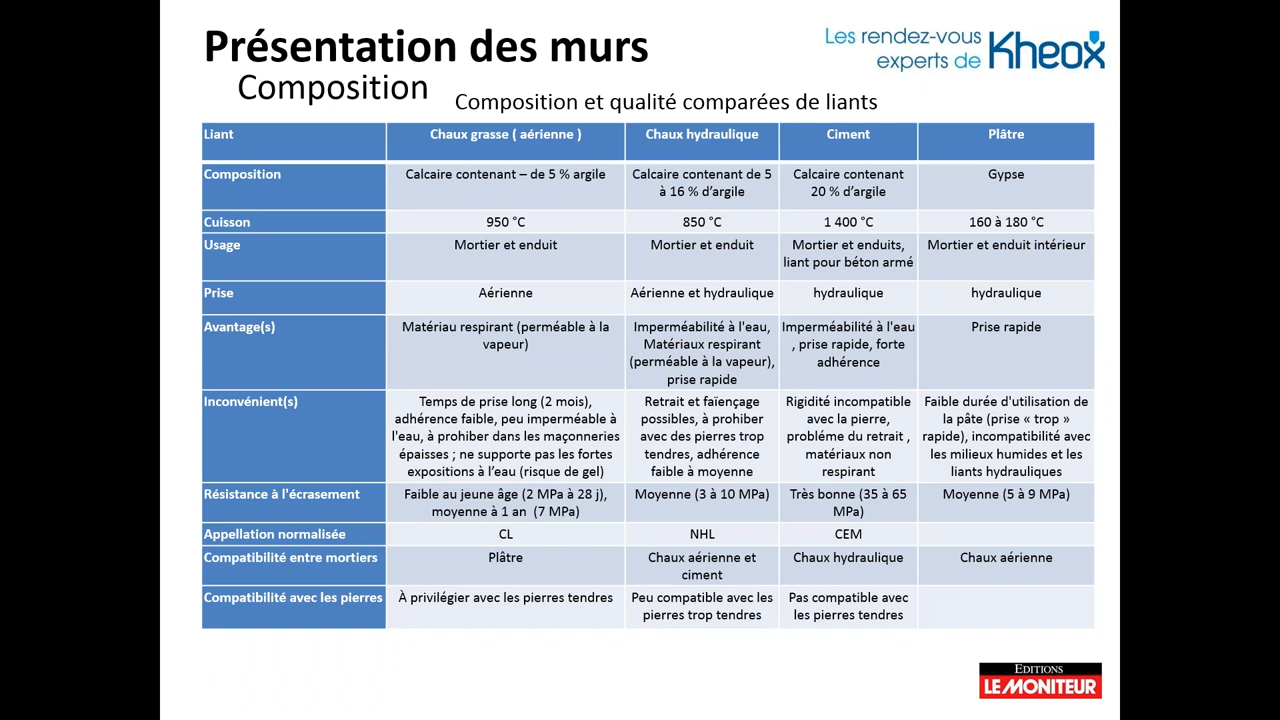 Présentation des murs
Composition
Les rendez-vous
experts de Kheox
Composition et qualité comparées de liants
Liant
Chaux grasse ( aérienne )
Chaux hydraulique
Ciment
Plâtre
Composition
Calcaire contenant – de 5 % argile
Calcaire contenant de 5
à 16 % d’argile
Calcaire contenant
20 % d’argile
Gypse
Cuisson
950 °C
850 °C
1 400 °C
160 à 180 °C
Usage
Mortier et enduit
Mortier et enduit
Mortier et enduits,
liant pour béton armé
Mortier et enduit intérieur
Prise
Aérienne
Aérienne et hydraulique
hydraulique
hydraulique
Avantage(s)
Matériau respirant (perméable à la
vapeur)
Imperméabilité à l'eau,
Matériaux respirant
(perméable à la vapeur),
prise rapide
Imperméabilité à l'eau
, prise rapide, forte
adhérence
Prise rapide
Inconvénient(s)
Temps de prise long (2 mois),
adhérence faible, peu imperméable à
l'eau, à prohiber dans les maçonneries
épaisses ; ne supporte pas les fortes
expositions à l’eau (risque de gel)
Retrait et faïençage
possibles, à prohiber
avec des pierres trop
tendres, adhérence
faible à moyenne
Rigidité incompatible
avec la pierre,
probléme du retrait ,
matériaux non
respirant
Faible durée d'utilisation de
la pâte (prise « trop »
rapide), incompatibilité avec
les milieux humides et les
liants hydrauliques
Résistance à l'écrasement
Faible au jeune âge (2 MPa à 28 j),
moyenne à 1 an (7 MPa)
Moyenne (3 à 10 MPa)
Très bonne (35 à 65
MPa)
Moyenne (5 à 9 MPa)
Appellation normalisée
CL
NHL
CEM
Compatibilité entre mortiers
Plâtre
Chaux aérienne et
ciment
Chaux hydraulique
Chaux aérienne
Compatibilité avec les pierres
À privilégier avec les pierres tendres
Peu compatible avec les
pierres trop tendres
Pas compatible avec
les pierres tendres
EDITIONS
LE MONITEUR